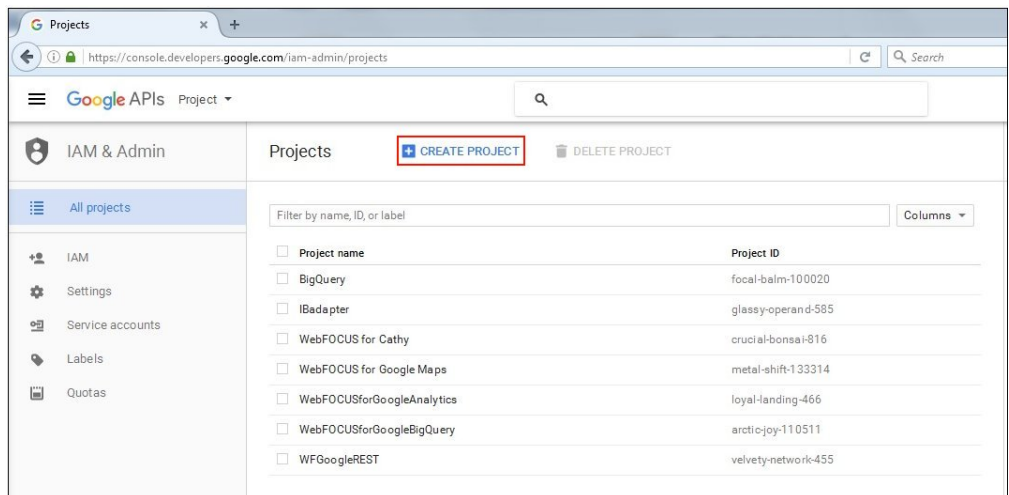 Projects
https://console.developers.google.com/iam-admin/projects
Search
Google APIs Project
IAM & Admin
Projects CREATE PROJECT DELETE PROJECT
All projects
Filter by name, ID, or label Columns
Project name Project ID
IAM
BigQuery focal-balm-100020
Settings
IBadapter glassy-operand-585
Service accounts
WebFOCUS for Cathy crucial-bonsai-816
Labels
WebFOCUS for Google Maps metal-shift-133314
Quotas
WebFOCUSforGoogleAnalytics loyal-landing-466
WebFOCUSforGoogleBigQuery arctic-joy-110511
WFGoogleREST velvety-network-455